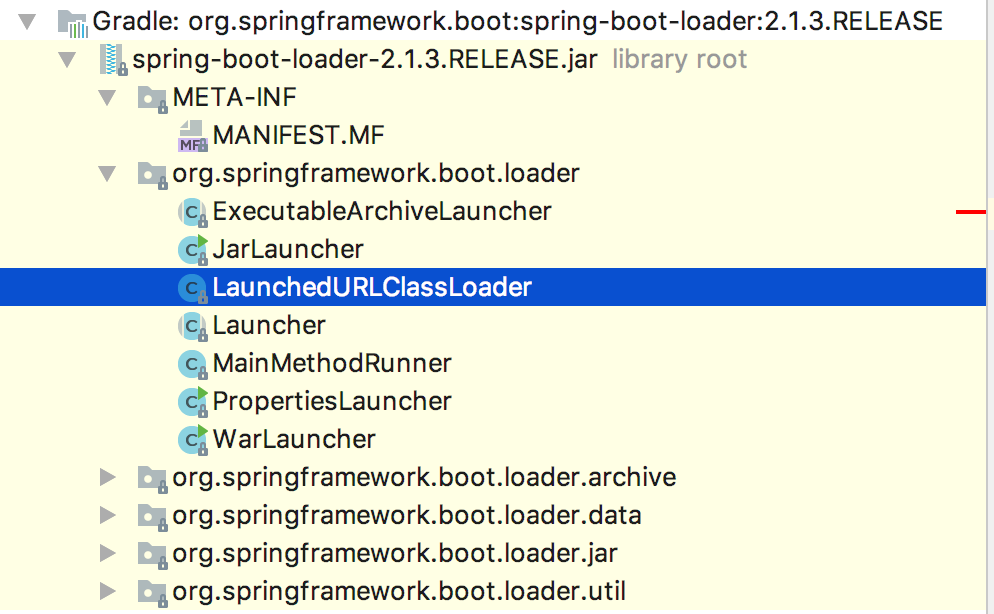 Gradle: org.springframework.boot:spring-boot-loader:2.1.3.RELEASE
spring-boot-loader-2.1.3.RELEASE.jar library root
META-INF
MF MANIFEST.MF
org.springframework.boot.loader
C ExecutableArchiveLauncher
C JarLauncher
C LaunchedURLClassLoader
C Launcher
C MainMethodRunner
C PropertiesLauncher
C WarLauncher
org.springframework.boot.loader.archive
org.springframework.boot.loader.data
org.springframework.boot.loader.jar
org.springframework.boot.loader.util